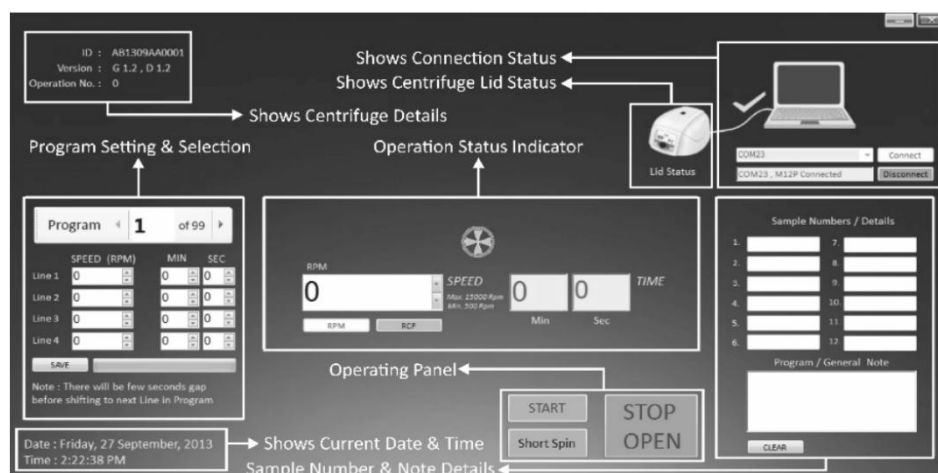 ID : AB1309AA0001
Version : G 1.2 , D 1.2
Operation No. : 0
Shows Centrifuge Details
Shows Connection Status
Shows Centrifuge Lid Status
Lid Status
COM23
Connect
COM23 , M12P Connected
Disconnect
Program Setting & Selection
Program 1 of 99
SPEED (RPM) MIN SEC
Line 1 0 0 0
Line 2 0 0 0
Line 3 0 0 0
Line 4 0 0 0
SAVE
Note : There will be few seconds gap
before shifting to next Line in Program
Operation Status Indicator
RPM
0
SPEED
Max. 15000 Rpm
Min. 500 Rpm
RPM RCF
0 0 TIME
Min Sec
Sample Numbers / Details
1. 7.
2. 8.
3. 9.
4. 10.
5. 11.
6. 12.
Program / General Note
CLEAR
Operating Panel
START
Short Spin
STOP
OPEN
Date : Friday, 27 September, 2013
Time : 2:22:38 PM
Shows Current Date & Time
Sample Number & Note Details